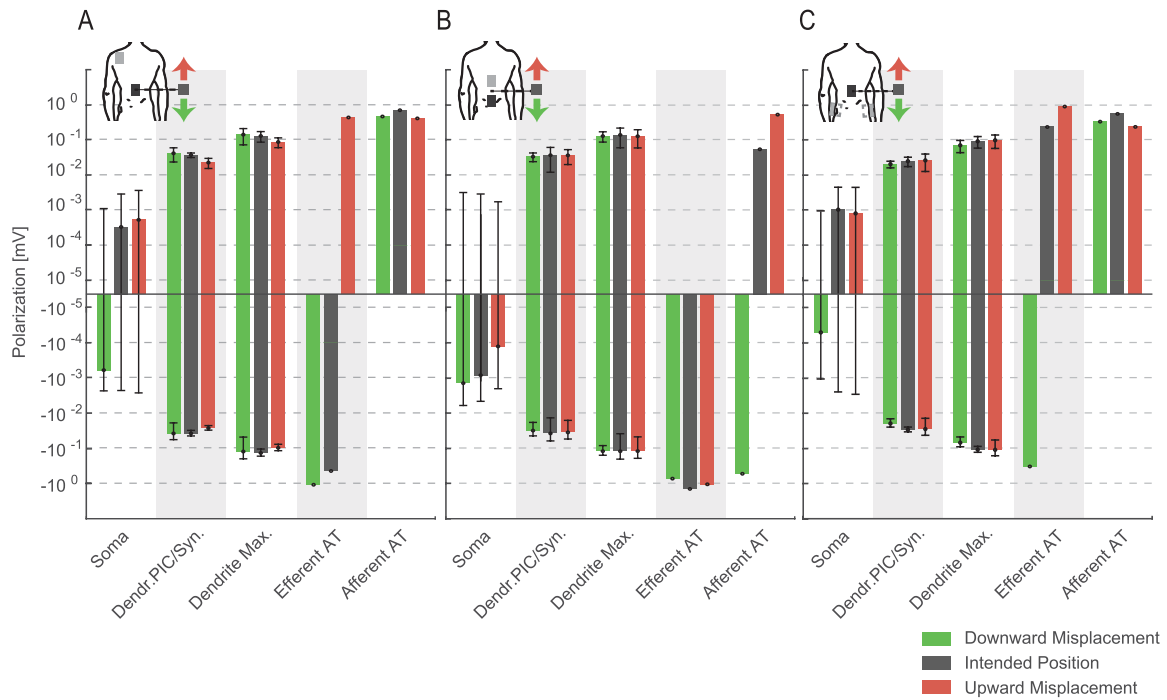 A
B
C
Polarization [mV]
10^0
10^-1
10^-2
10^-3
10^-4
10^-5
-10^-5
-10^-4
-10^-3
-10^-2
-10^-1
-10^0
Soma
Dendr.PIC/Syn.
Dendrite Max.
Efferent AT
Afferent AT
Soma
Dendr.PIC/Syn.
Dendrite Max.
Efferent AT
Afferent AT
Soma
Dendr.PIC/Syn.
Dendrite Max.
Efferent AT
Afferent AT
Downward Misplacement
Intended Position
Upward Misplacement